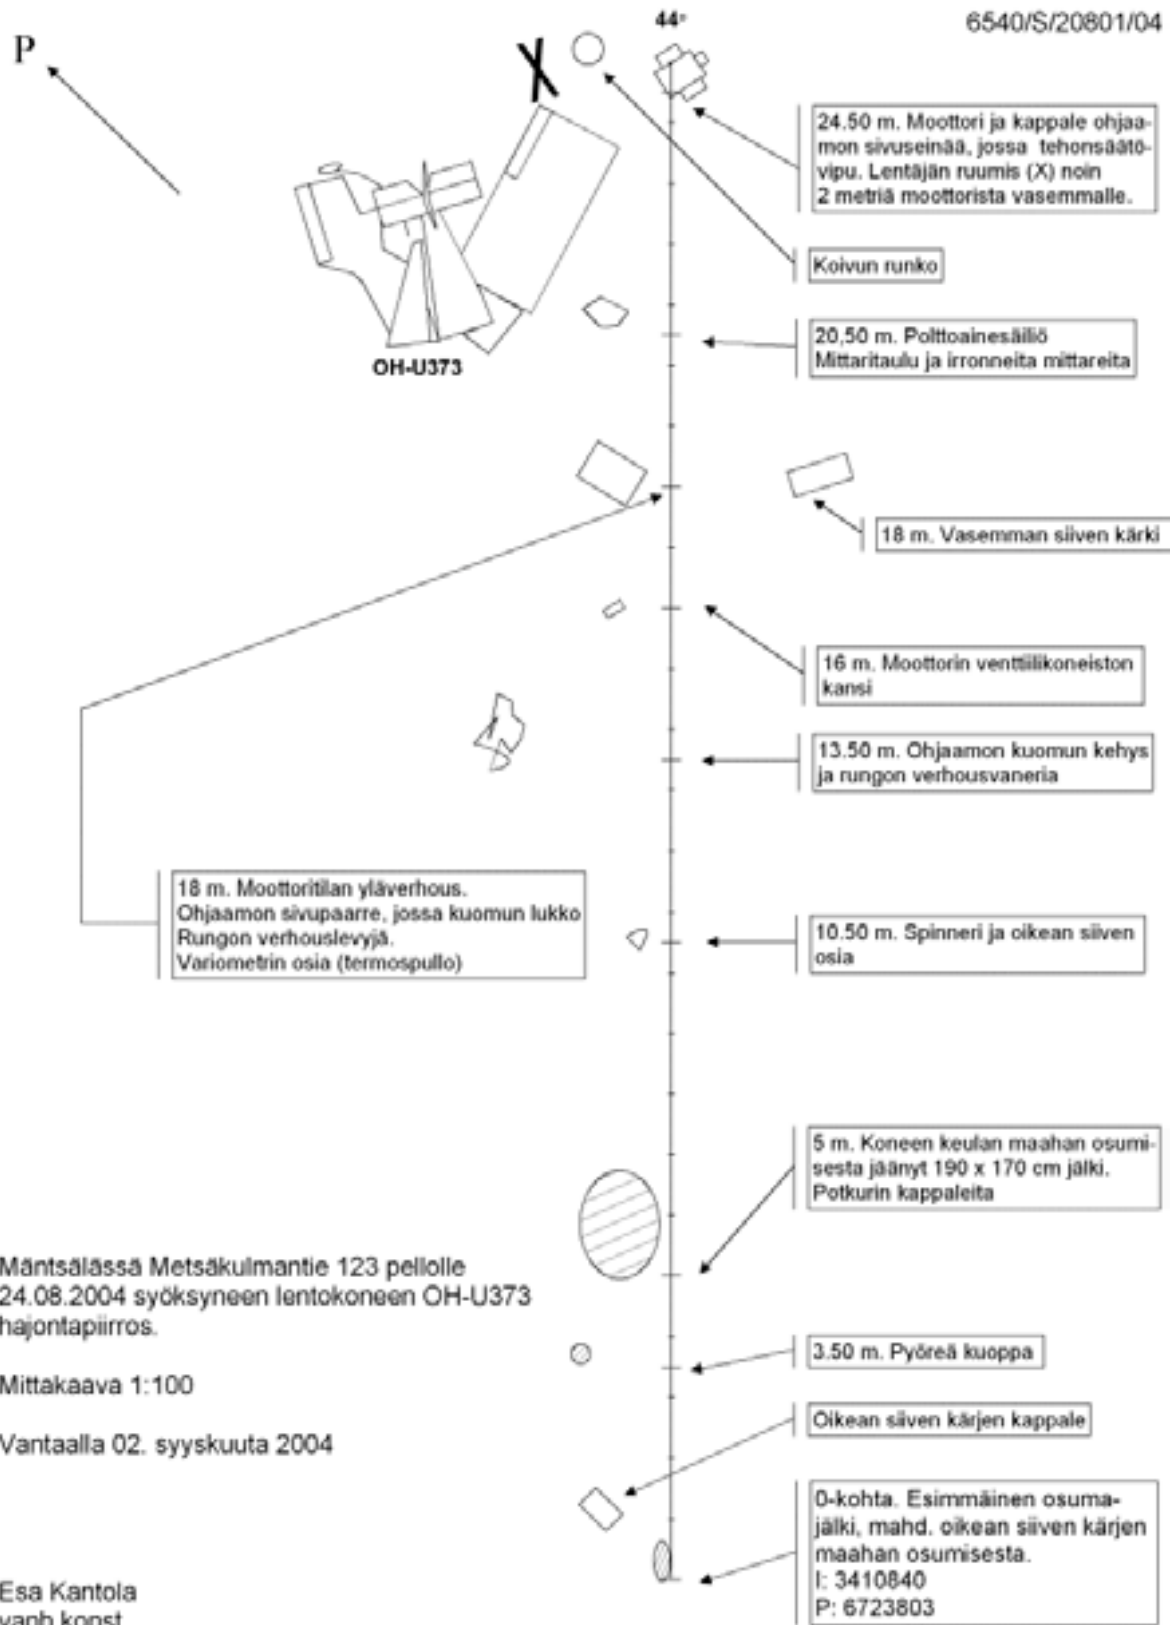 44°
6540/S/20801/04
P
X
24.50 m. Moottori ja kappale ohjaa-
mon sivuseinää, jossa tehonsäätö-
vipu. Lentäjän ruumis (X) noin
2 metriä moottorista vasemmalle.
Koivun runko
20,50 m. Polttoainesäiliö
Mittaritaulu ja irronneita mittareita
OH-U373
18 m. Vasemman siiven kärki
16 m. Moottorin venttiilikoneiston
kansi
13.50 m. Ohjaamon kuomun kehys
ja rungon verhousvaneria
18 m. Moottoritilan yläverhous.
Ohjaamon sivupaarre, jossa kuomun lukko
Rungon verhouslevyjä.
Variometrin osia (termospullo)
10.50 m. Spinneri ja oikean siiven
osia
5 m. Koneen keulan maahan osumi-
sesta jäänyt 190 x 170 cm jälki.
Potkurin kappaleita
Mäntsälässä Metsäkulmantie 123 pellolle
24.08.2004 syöksyneen lentokoneen OH-U373
hajontapiirros.
3.50 m. Pyöreä kuoppa
Mittakaava 1:100
Oikean siiven kärjen kappale
Vantaalla 02. syyskuuta 2004
0-kohta. Esimmäinen osuma-
jälki, mahd. oikean siiven kärjen
maahan osumisesta.
I: 3410840
P: 6723803
Esa Kantola
vanh.konst.